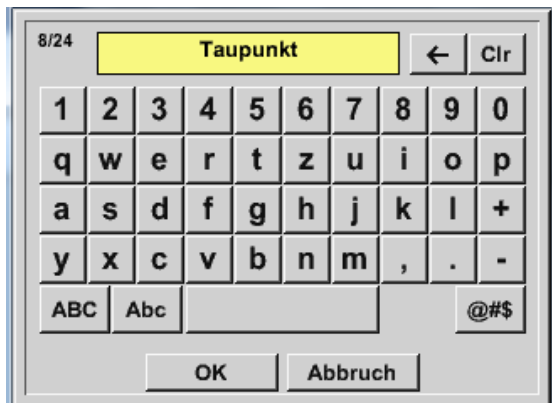 8/24 Taupunkt ← Clr
1 2 3 4 5 6 7 8 9 0
q w e r t z u i o p
a s d f g h j k l +
y x c v b n m , . -
ABC Abc @#$
OK Abbruch